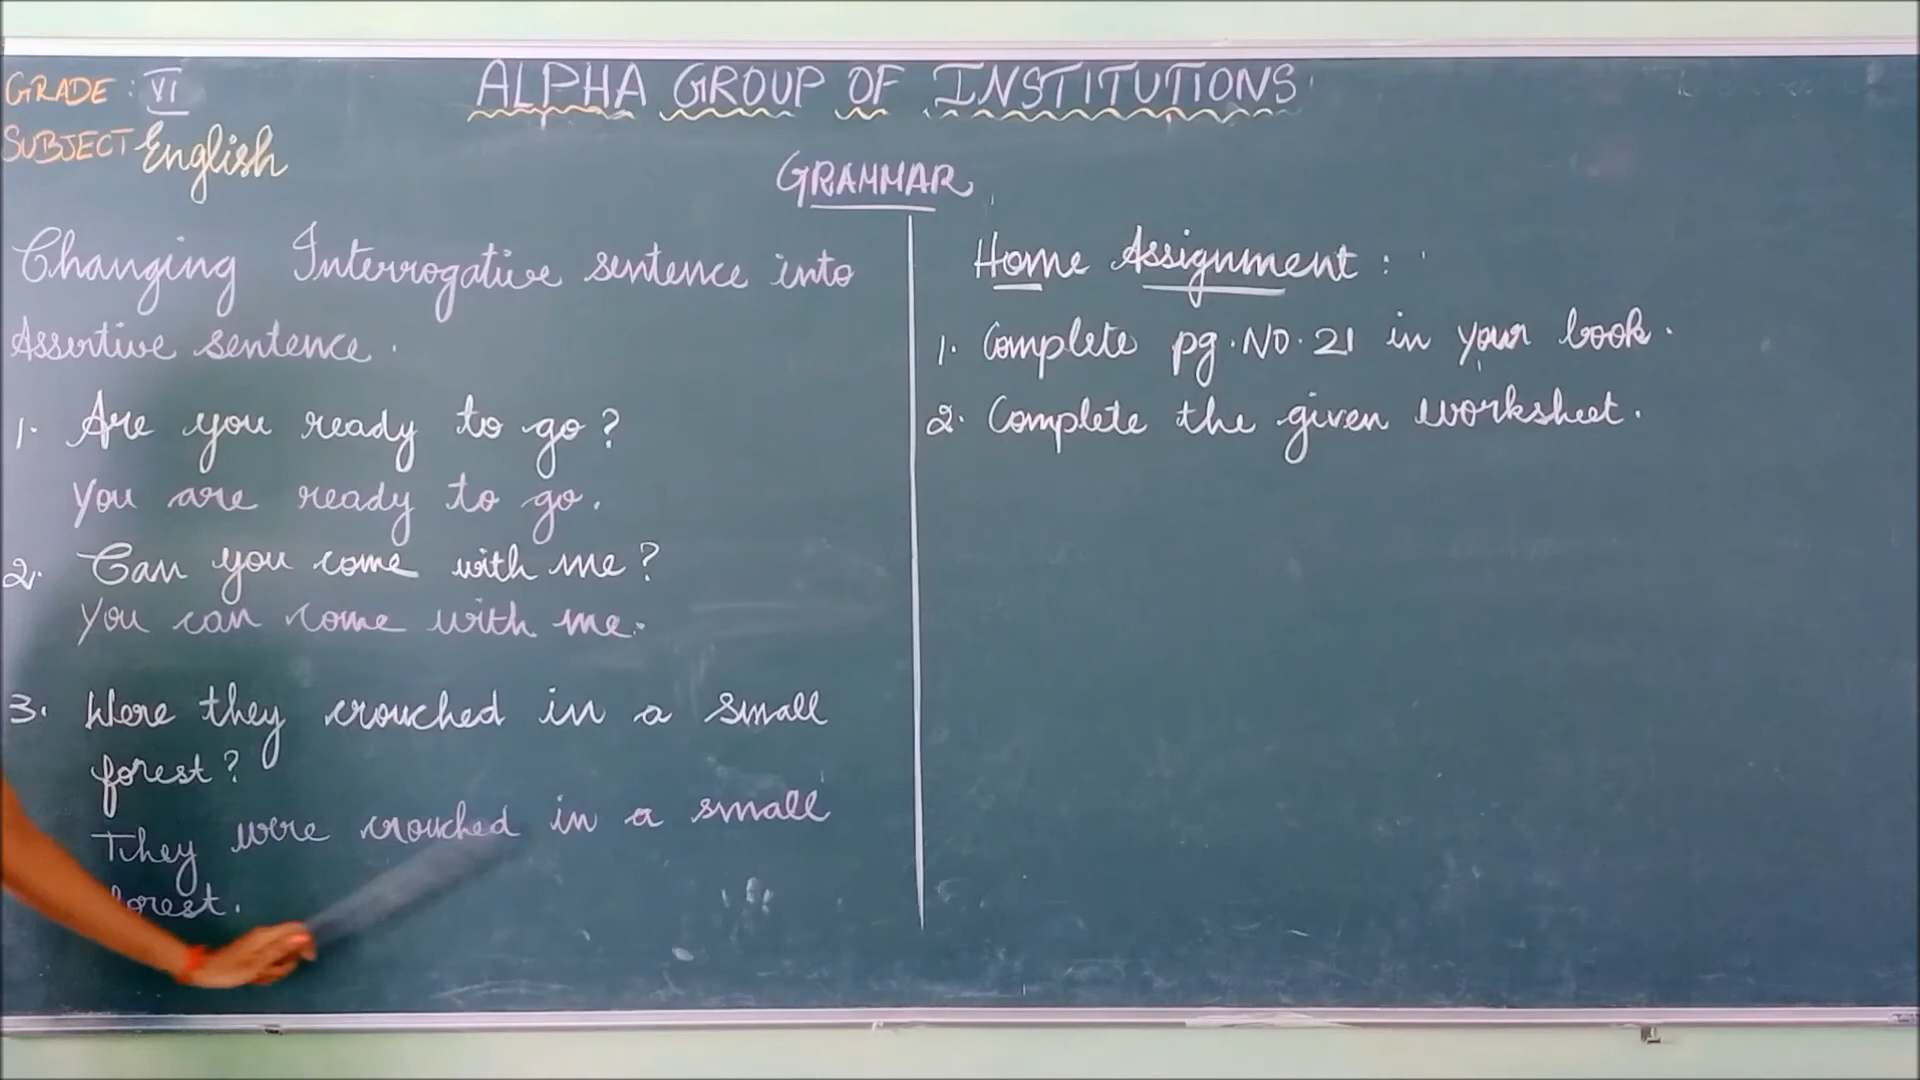 GRADE : VI
SUBJECT English
ALPHA GROUP OF INSTITUTIONS
GRAMMAR
Changing Interrogative sentence into
Assertive sentence.
1. Are you ready to go?
You are ready to go.
2. Can you come with me?
You can come with me.
3. Were they crouched in a small
forest?
They were crouched in a small
forest.
Home Assignment :
1. Complete pg. No. 21 in your book.
2. Complete the given worksheet.